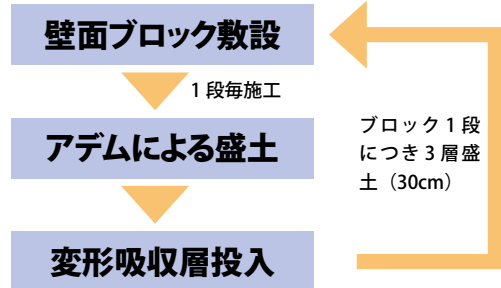 壁面ブロック敷設
1段毎施工
アデムによる盛土
ブロック1段
につき3層盛
土（30cm）
変形吸収層投入